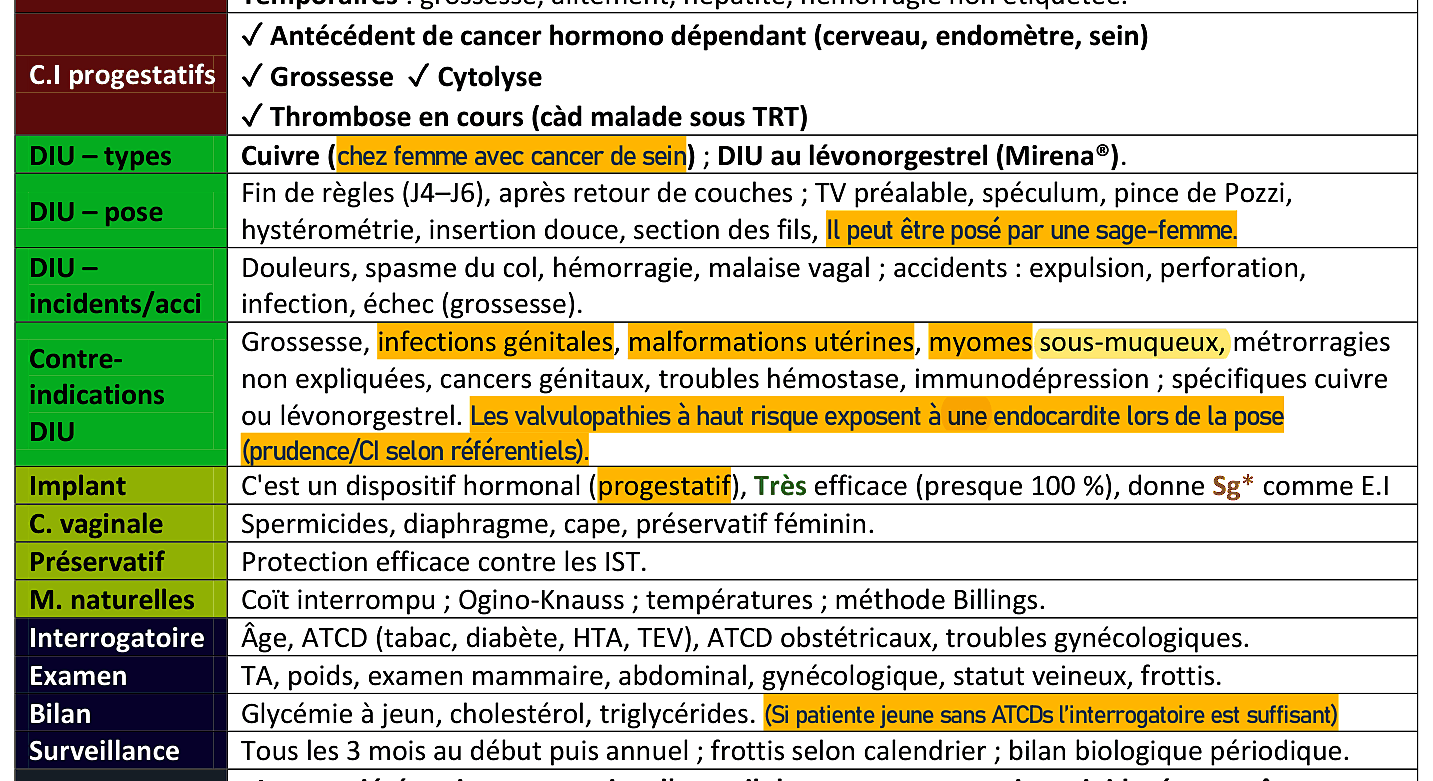 Temporaires : grossesse, allitement, hépatite, hémorragie non étiquetée.
C.I progestatifs
✓ Antécédent de cancer hormono dépendant (cerveau, endomètre, sein)
✓ Grossesse ✓ Cytolyse
✓ Thrombose en cours (càd malade sous TRT)
DIU – types
Cuivre (chez femme avec cancer de sein) ; DIU au lévonorgestrel (Mirena®).
DIU – pose
Fin de règles (J4–J6), après retour de couches ; TV préalable, spéculum, pince de Pozzi,
hystérométrie, insertion douce, section des fils, Il peut être posé par une sage-femme.
DIU –
incidents/acci
Douleurs, spasme du col, hémorragie, malaise vagal ; accidents : expulsion, perforation,
infection, échec (grossesse).
Contre-
indications
DIU
Grossesse, infections génitales, malformations utérines, myomes sous-muqueux, métrorragies
non expliquées, cancers génitaux, troubles hémostase, immunodépression ; spécifiques cuivre
ou lévonorgestrel. Les valvulopathies à haut risque exposent à une endocardite lors de la pose
(prudence/CI selon référentiels).
Implant
C'est un dispositif hormonal (progestatif), Très efficace (presque 100 %), donne Sg* comme E.I
C. vaginale
Spermicides, diaphragme, cape, préservatif féminin.
Préservatif
Protection efficace contre les IST.
M. naturelles
Coït interrompu ; Ogino-Knauss ; températures ; méthode Billings.
Interrogatoire
Âge, ATCD (tabac, diabète, HTA, TEV), ATCD obstétricaux, troubles gynécologiques.
Examen
TA, poids, examen mammaire, abdominal, gynécologique, statut veineux, frottis.
Bilan
Glycémie à jeun, cholestérol, triglycérides. (Si patiente jeune sans ATCDs l'interrogatoire est suffisant)
Surveillance
Tous les 3 mois au début puis annuel ; frottis selon calendrier ; bilan biologique périodique.